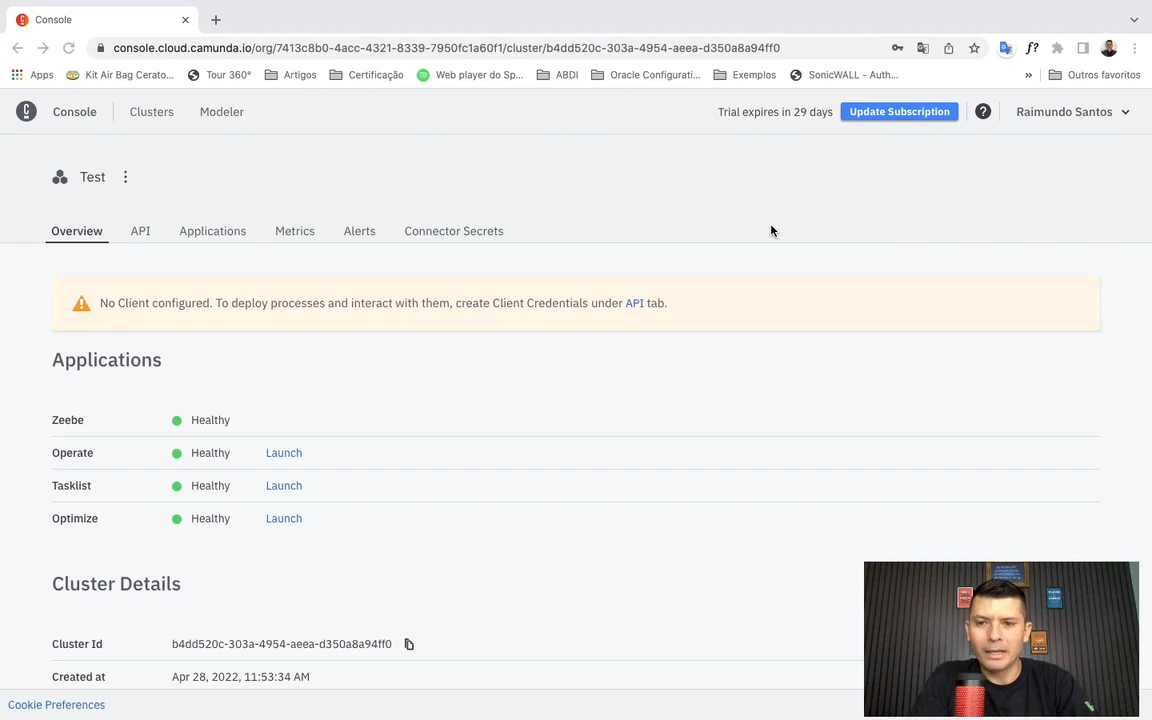 Console
console.cloud.camunda.io/org/7413c8b0-4acc-4321-8339-7950fc1a60f1/cluster/b4dd520c-303a-4954-aeea-d350a8a94ff0
Apps Kit Air Bag Cerato... Tour 360° Artigos Certificação Web player do Sp... ABDI Oracle Configurati... Exemplos SonicWALL - Auth... » Outros favoritos
Console Clusters Modeler Trial expires in 29 days Update Subscription Raimundo Santos
Test
Overview API Applications Metrics Alerts Connector Secrets
No Client configured. To deploy processes and interact with them, create Client Credentials under API tab.
Applications
Zeebe Healthy
Operate Healthy Launch
Tasklist Healthy Launch
Optimize Healthy Launch
Cluster Details
Cluster Id b4dd520c-303a-4954-aeea-d350a8a94ff0
Created at Apr 28, 2022, 11:53:34 AM
Cookie Preferences